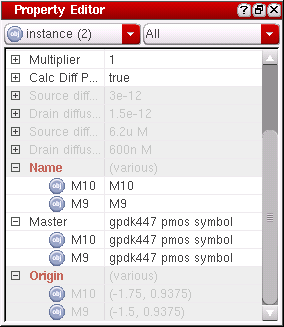 Property Editor
instance (2)
All
Multiplier 1
Calc Diff P... true
Source diff... 3e-12
Drain diffus... 1.5e-12
Source diff... 6.2u M
Drain diffus... 600n M
Name (various)
M10 M10
M9 M9
Master gpdk447 pmos symbol
M10 gpdk447 pmos symbol
M9 gpdk447 pmos symbol
Origin (various)
M10 (-1.75, 0.9375)
M9 (-1.5, 0.9375)